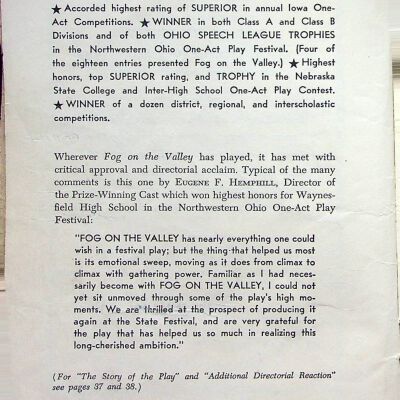 ★ Accorded highest rating of SUPERIOR in annual Iowa One-
Act Competitions. ★ WINNER in both Class A and Class B
Divisions and of both OHIO SPEECH LEAGUE TROPHIES
in the Northwestern Ohio One-Act Play Festival. (Four of
the eighteen entries presented Fog on the Valley.) ★ Highest
honors, top SUPERIOR rating, and TROPHY in the Nebraska
State College and Inter-High School One-Act Play Contest.
★ WINNER of a dozen district, regional, and interscholastic
competitions.
Wherever Fog on the Valley has played, it has met with
critical approval and directorial acclaim. Typical of the many
comments is this one by EUGENE F. HEMPHILL, Director of
the Prize-Winning Cast which won highest honors for Waynes-
field High School in the Northwestern Ohio One-Act Play
Festival:
"FOG ON THE VALLEY has nearly everything one could
wish in a festival play; but the thing that helped us most
is its emotional sweep, moving as it does from climax to
climax with gathering power. Familiar as I had neces-
sarily become with FOG ON THE VALLEY, I could not
yet sit unmoved through some of the play's high mo-
ments. We are thrilled at the prospect of producing it
again at the State Festival, and are very grateful for
the play that has helped us so much in realizing this
long-cherished ambition."
(For "The Story of the Play" and "Additional Directorial Reaction"
see pages 37 and 38.)